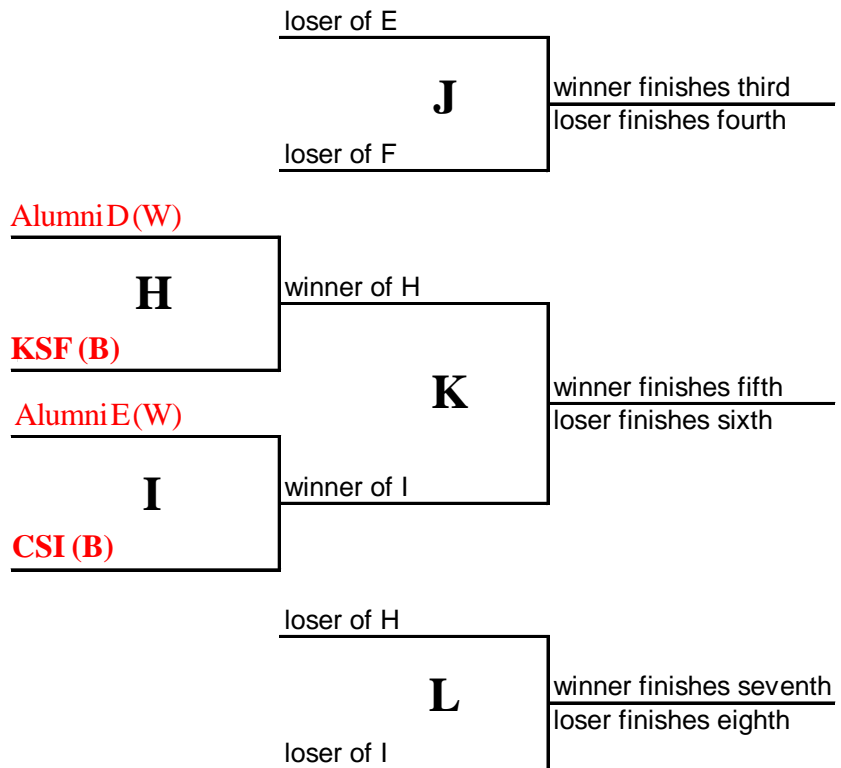 loser of E
J
winner finishes third
loser finishes fourth
loser of F
Alumni D (W)
H
winner of H
KSF (B)
K
winner finishes fifth
loser finishes sixth
Alumni E (W)
I
winner of I
CSI (B)
loser of H
L
winner finishes seventh
loser finishes eighth
loser of I